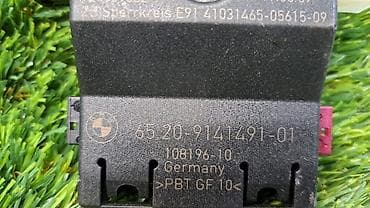 Sperrkreis E91 41031465-05615-09
65.20-9141491-01
108196-10
Germany
>PBT GF 10<